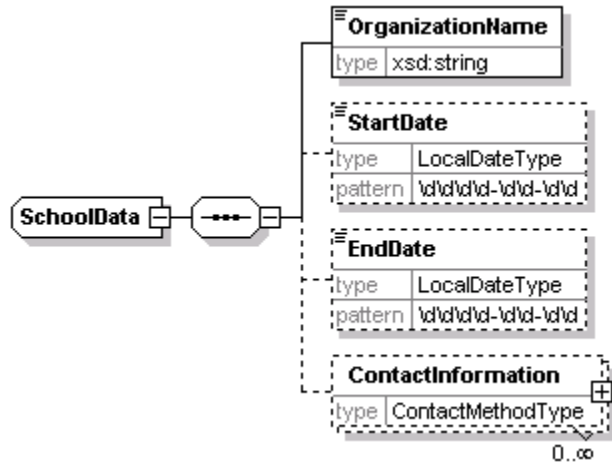 OrganizationName
type xsd:string
StartDate
type LocalDateType
pattern \d\d\d\d-\d\d-\d\d
SchoolData
EndDate
type LocalDateType
pattern \d\d\d\d-\d\d-\d\d
ContactInformation
type ContactMethodType
0..∞